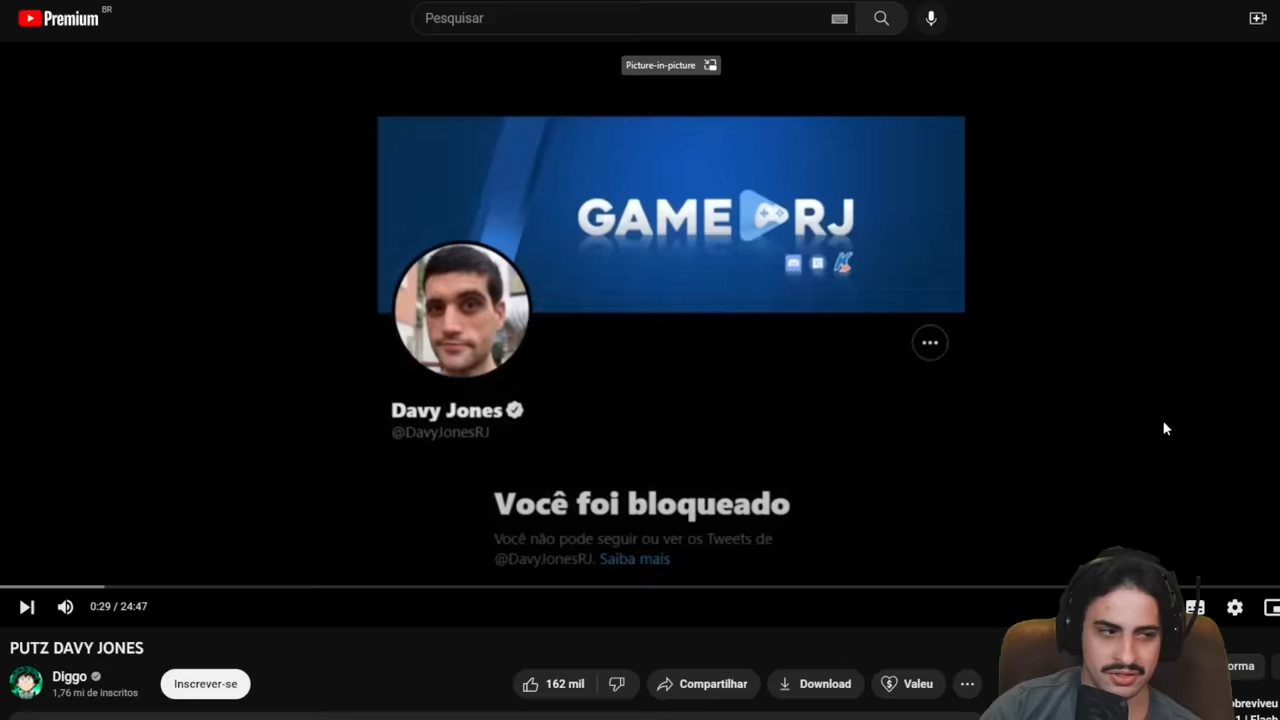 Premium BR
Pesquisar
Picture-in-picture
GAME RJ
Davy Jones
@DavyJonesRJ
Você foi bloqueado
Você não pode seguir ou ver os Tweets de
@DavyJonesRJ. Saiba mais
0:29 / 24:47
PUTZ DAVY JONES
Diggo
1,76 mi de inscritos
Inscrever-se
162 mil
Compartilhar
Download
Valeu
orma
obreviveu